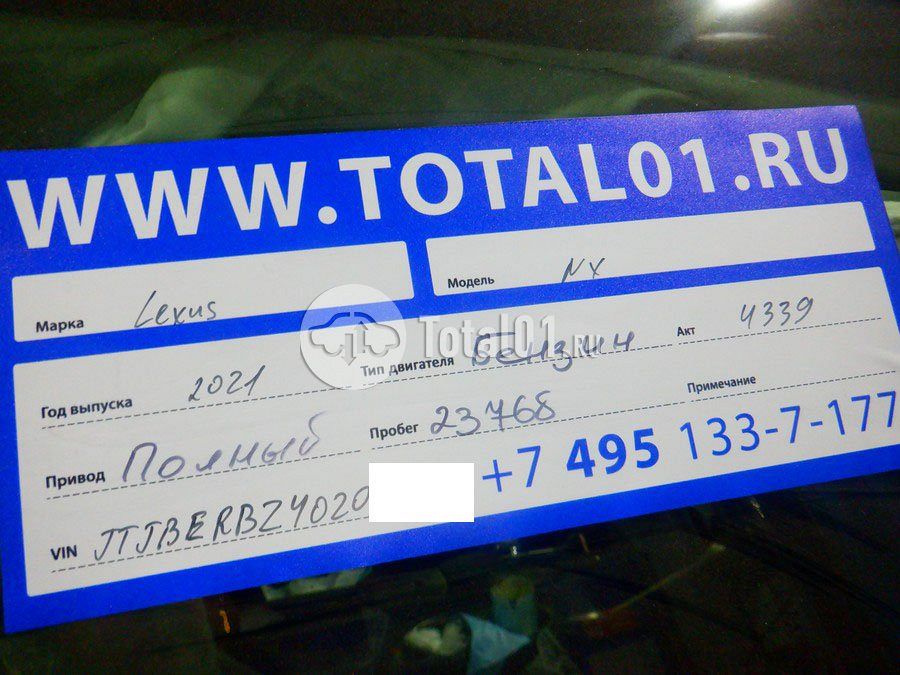 WWW.TOTAL01.RU
Марка Lexus Модель NX
Total01.RU
Год выпуска 2021 Тип двигателя Бензин Акт 4339
Привод Полный Пробег 23768 Примечание
+7 495 133-7-177
VIN JTJBERBZ4020